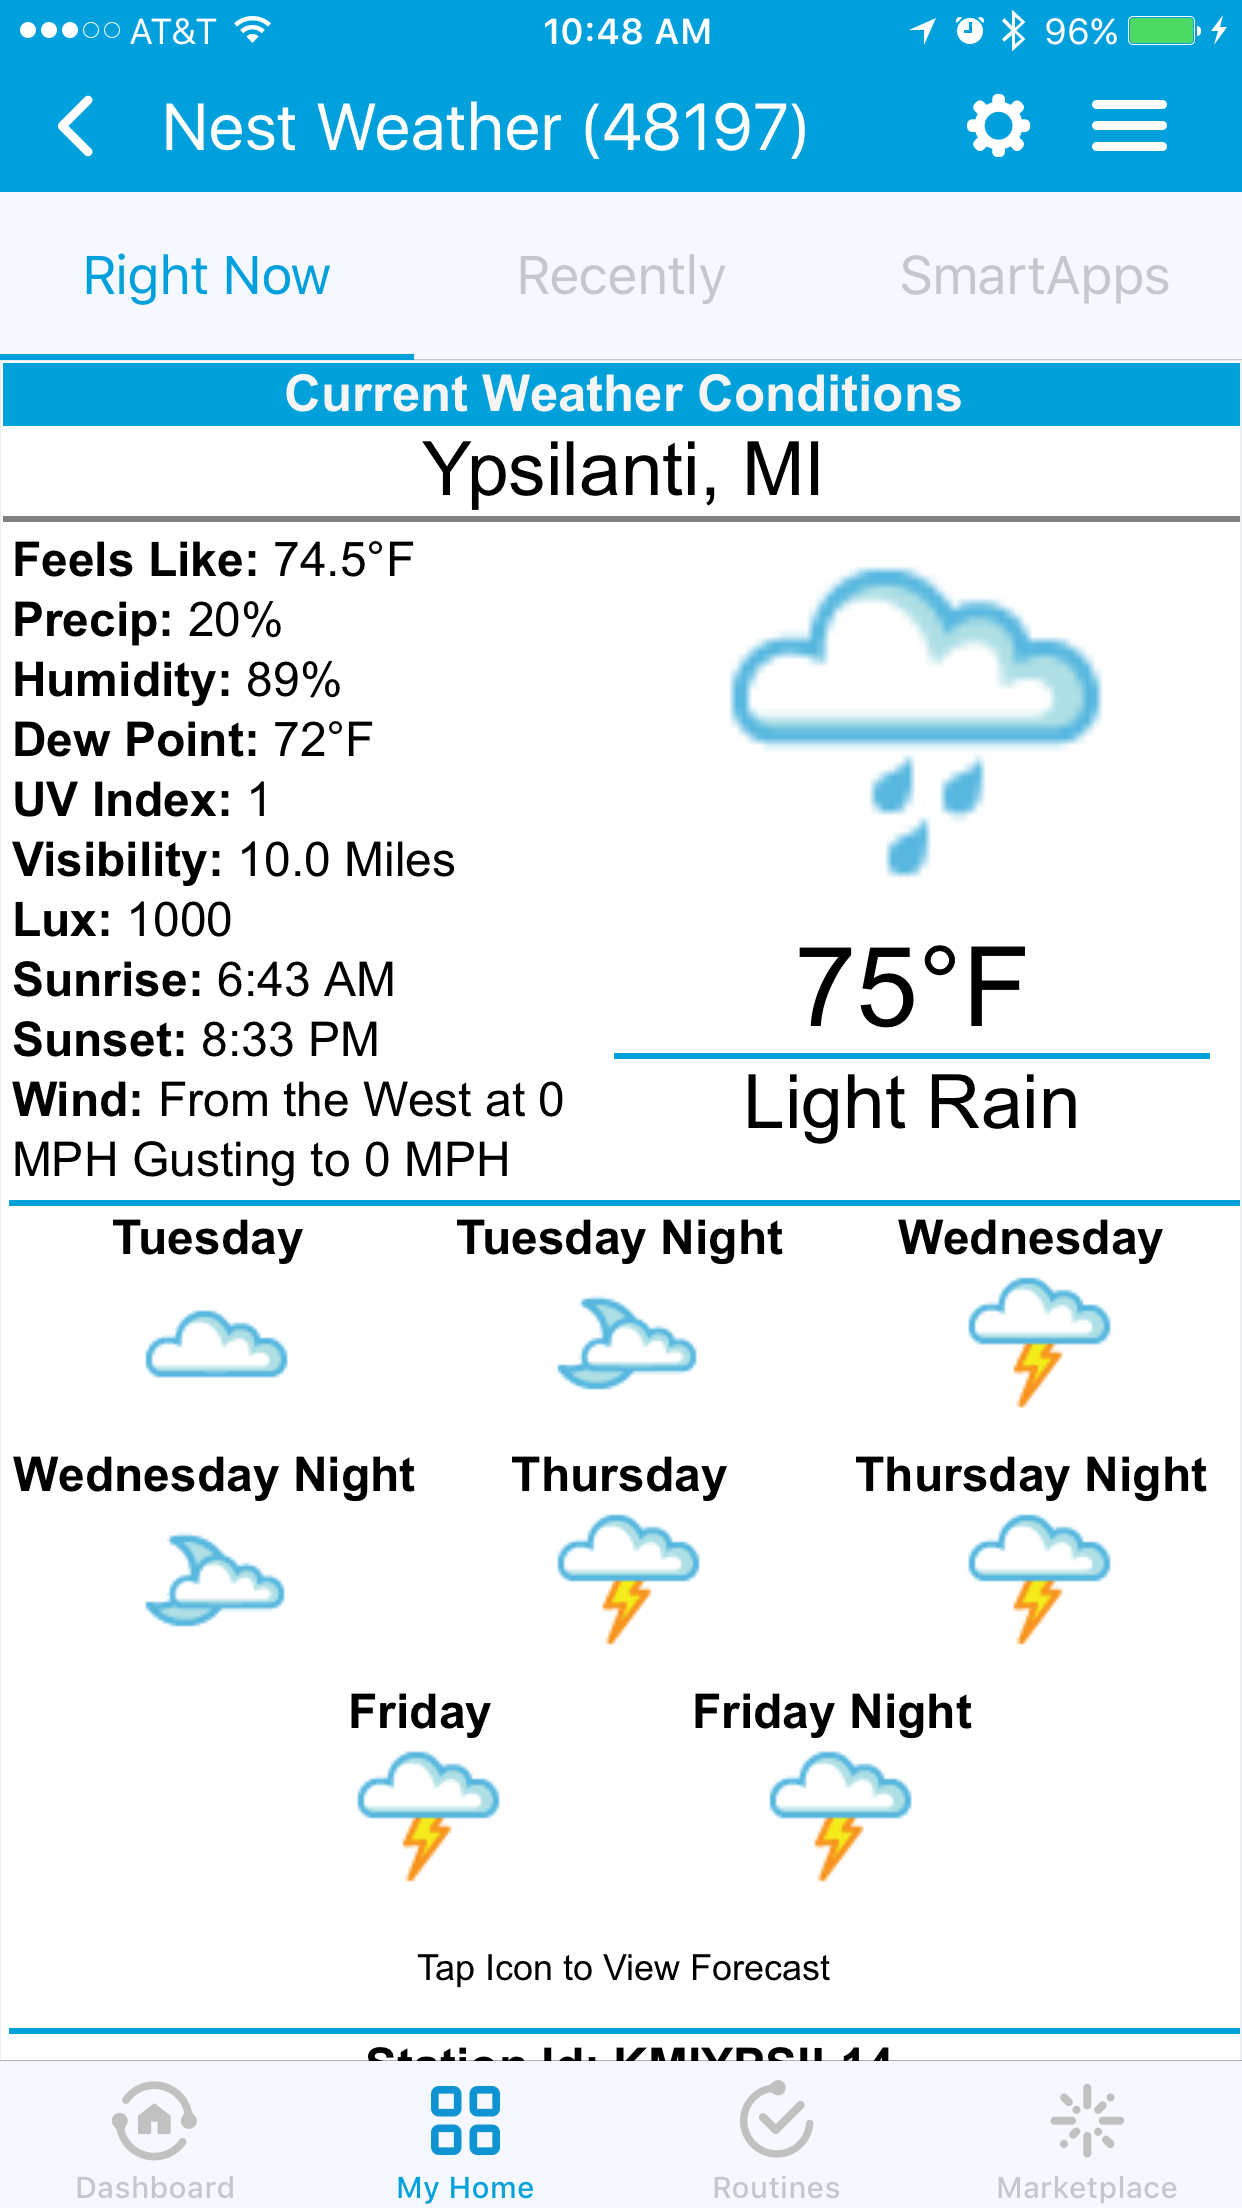 AT&T 10:48 AM 96%
Nest Weather (48197)
Right Now Recently SmartApps
Current Weather Conditions
Ypsilanti, MI
Feels Like: 74.5°F
Precip: 20%
Humidity: 89%
Dew Point: 72°F
UV Index: 1
Visibility: 10.0 Miles
Lux: 1000
Sunrise: 6:43 AM
Sunset: 8:33 PM
Wind: From the West at 0
MPH Gusting to 0 MPH
75°F
Light Rain
Tuesday Tuesday Night Wednesday
Wednesday Night Thursday Thursday Night
Friday Friday Night
Tap Icon to View Forecast
Station Id: KMIYPSIL14
Dashboard My Home Routines Marketplace